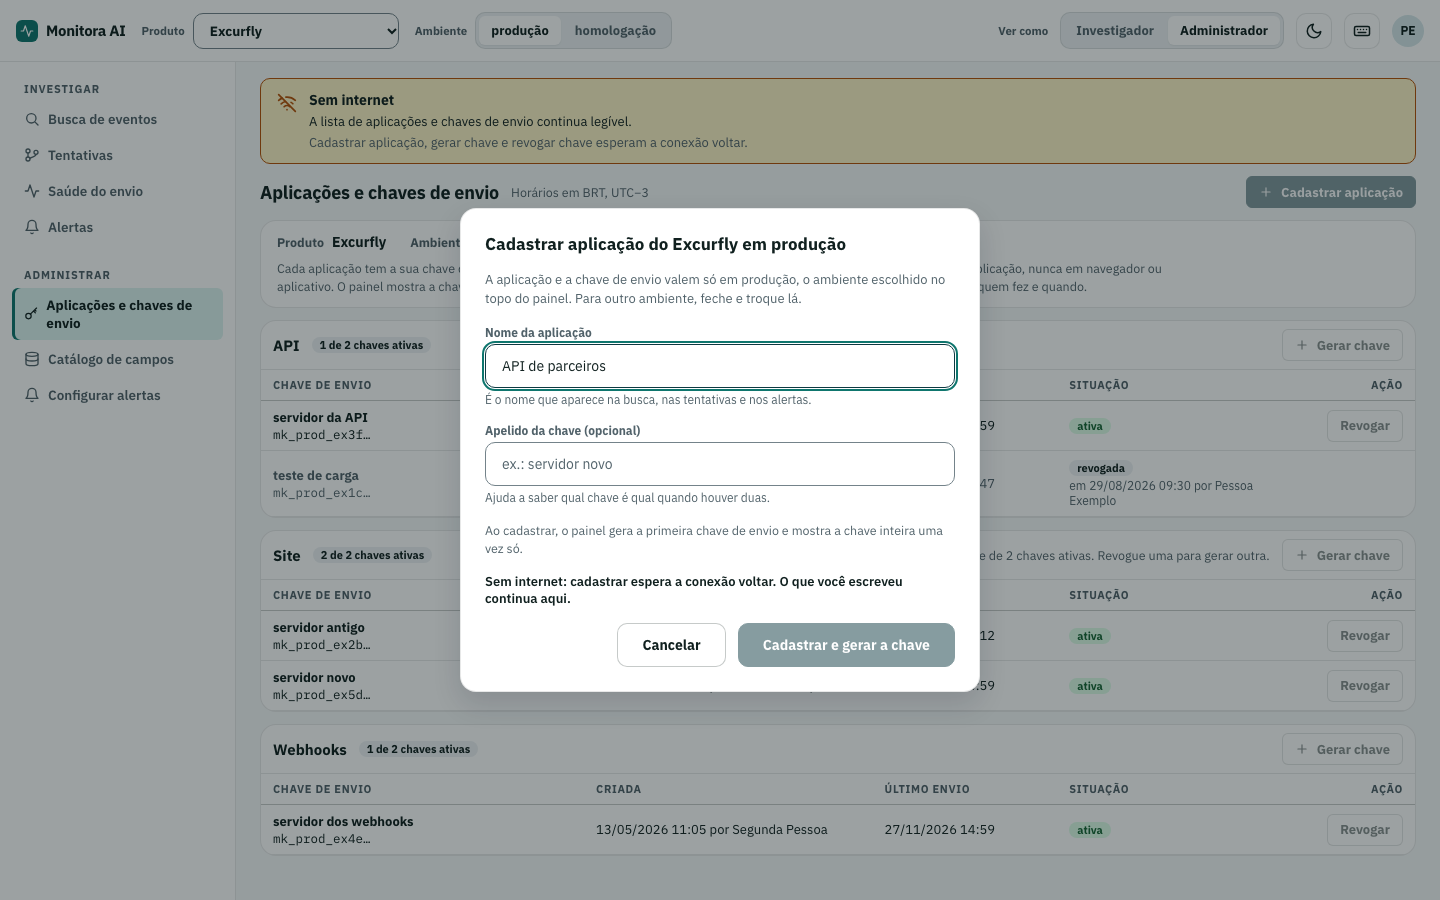 Monitora AI
Produto
Excurfly
Ambiente
produção
homologação
Ver como
Investigador
Administrador
PE
INVESTIGAR
Busca de eventos
Tentativas
Saúde do envio
Alertas
ADMINISTRAR
Aplicações e chaves de
envio
Catálogo de campos
Configurar alertas
Sem internet
A lista de aplicações e chaves de envio continua legível.
Cadastrar aplicação, gerar chave e revogar chave esperam a conexão voltar.
Aplicações e chaves de envio
Horários em BRT, UTC−3
Cadastrar aplicação
Produto Excurfly
Cada aplicação tem a sua chave
nunca em navegador ou
aplicativo. O painel mostra a
quem fez e quando.
API
1 de 2 chaves ativas
Gerar chave
CHAVE DE ENVIO
SITUAÇÃO
AÇÃO
servidor da API
mk_prod_ex3f…
59
ativa
Revogar
teste de carga
mk_prod_ex1c…
47
revogada
em 29/08/2026 09:30 por Pessoa
Exemplo
Site
2 de 2 chaves ativas
de 2 chaves ativas. Revogue uma para gerar outra.
Gerar chave
CHAVE DE ENVIO
SITUAÇÃO
AÇÃO
servidor antigo
mk_prod_ex2b…
12
ativa
Revogar
servidor novo
mk_prod_ex5d…
:59
ativa
Revogar
Webhooks
1 de 2 chaves ativas
Gerar chave
CHAVE DE ENVIO
CRIADA
ÚLTIMO ENVIO
SITUAÇÃO
AÇÃO
servidor dos webhooks
mk_prod_ex4e…
13/05/2026 11:05 por Segunda Pessoa
27/11/2026 14:59
ativa
Revogar
Cadastrar aplicação do Excurfly em produção
A aplicação e a chave de envio valem só em produção, o ambiente escolhido no
topo do painel. Para outro ambiente, feche e troque lá.
Nome da aplicação
API de parceiros
É o nome que aparece na busca, nas tentativas e nos alertas.
Apelido da chave (opcional)
ex.: servidor novo
Ajuda a saber qual chave é qual quando houver duas.
Ao cadastrar, o painel gera a primeira chave de envio e mostra a chave inteira uma
vez só.
Sem internet: cadastrar espera a conexão voltar. O que você escreveu
continua aqui.
Cancelar
Cadastrar e gerar a chave